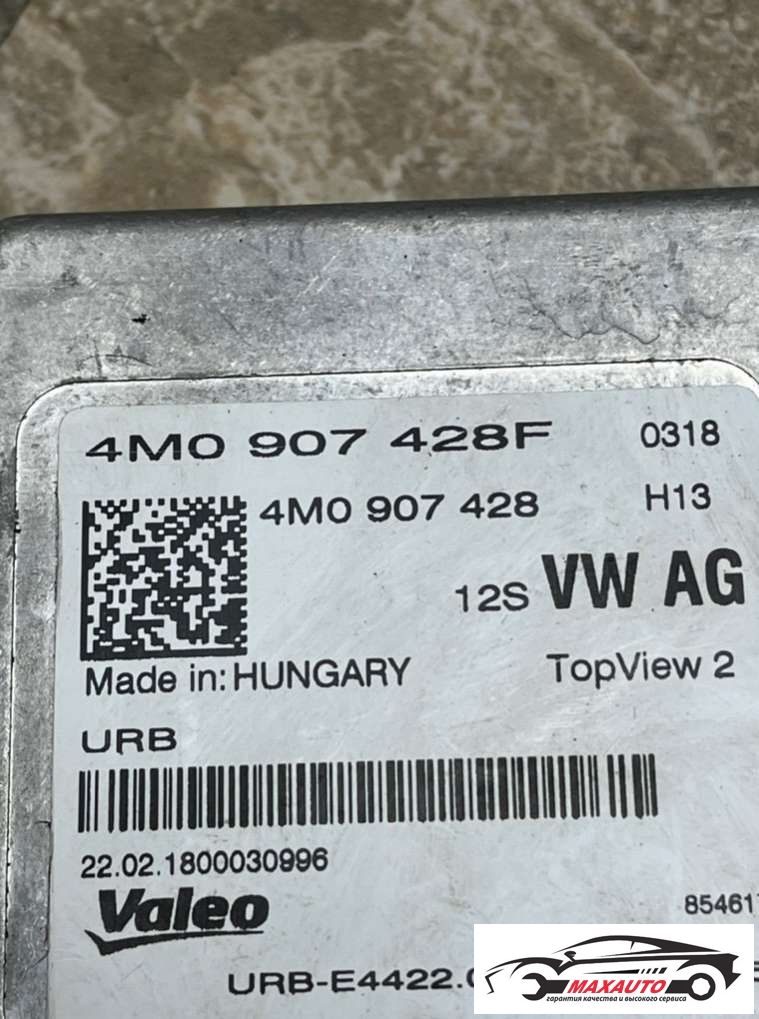 4M0 907 428F 0318
4M0 907 428 H13
12S VW AG
Made in: HUNGARY TopView 2
URB
22.02.1800030996
Valeo
85461
URB-E4422.
MAXAUTO
гарантия качества и высокого сервиса